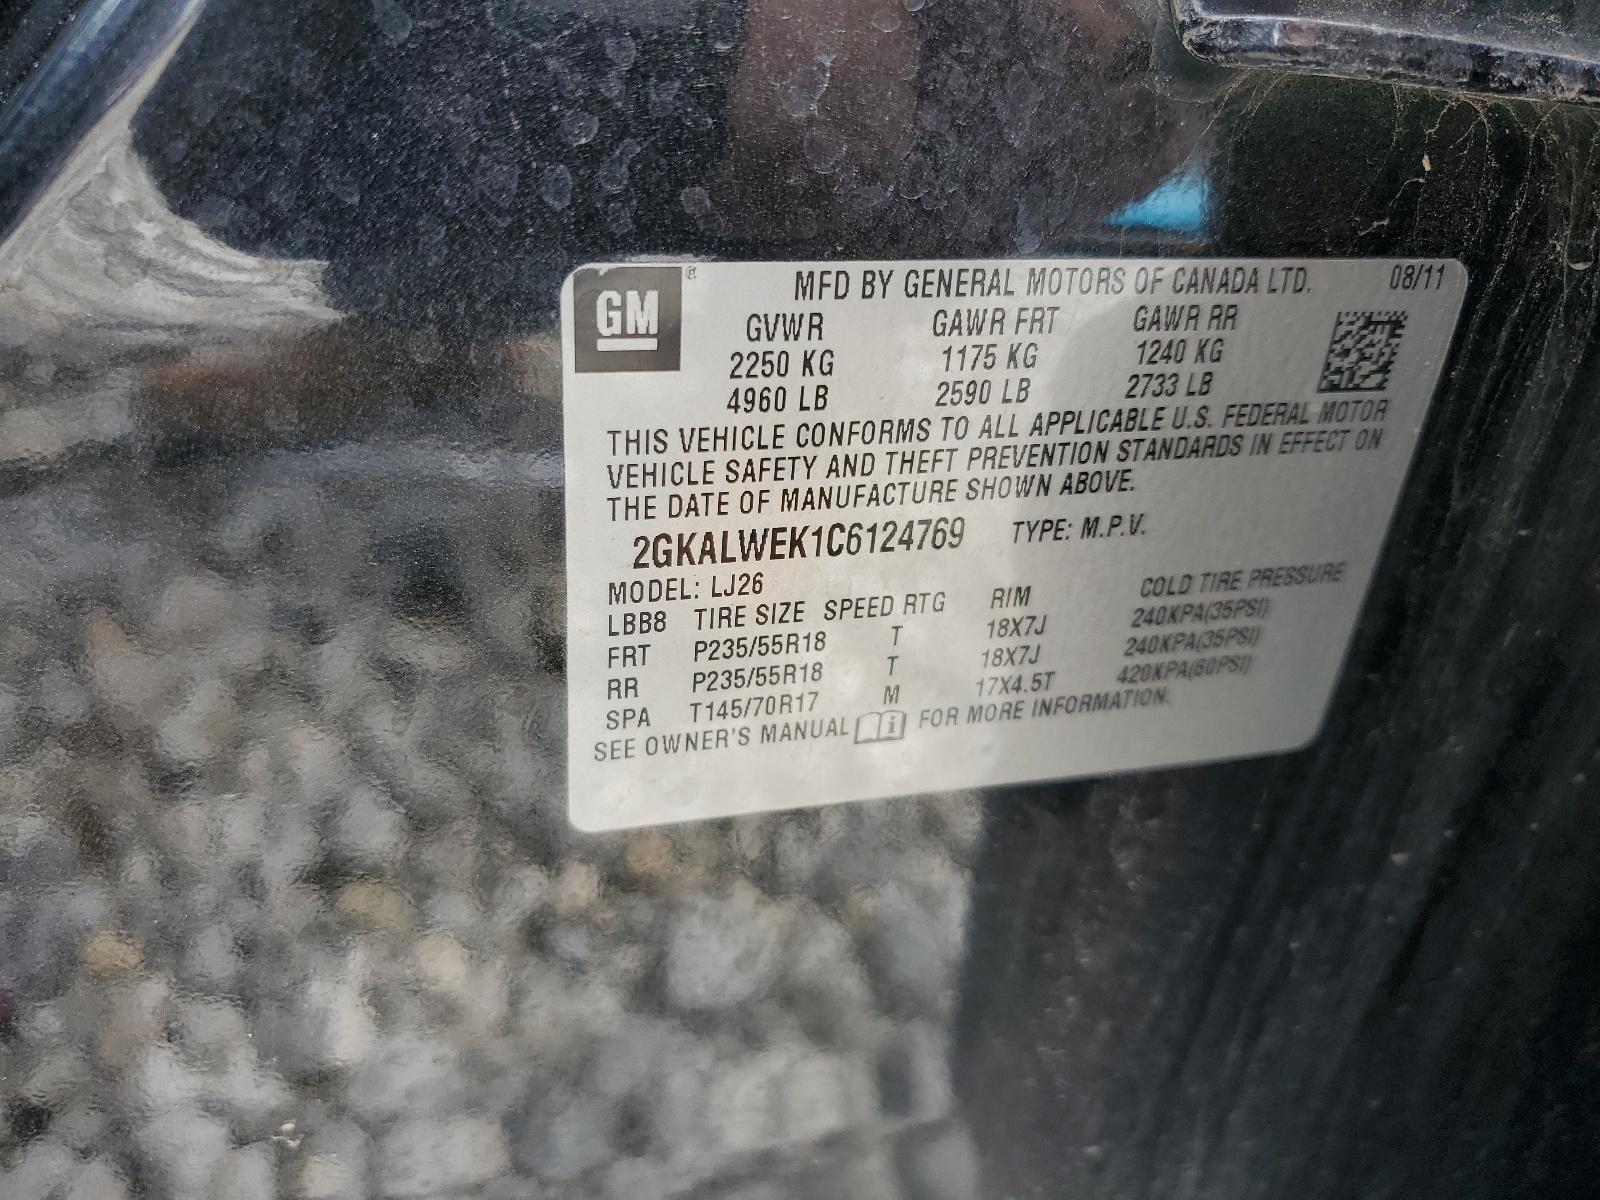 GM ®
MFD BY GENERAL MOTORS OF CANADA LTD. 08/11
GVWR GAWR FRT GAWR RR
2250 KG 1175 KG 1240 KG
4960 LB 2590 LB 2733 LB
THIS VEHICLE CONFORMS TO ALL APPLICABLE U.S. FEDERAL MOTOR
VEHICLE SAFETY AND THEFT PREVENTION STANDARDS IN EFFECT ON
THE DATE OF MANUFACTURE SHOWN ABOVE.
2GKALWEK1C6124769 TYPE: M.P.V.
MODEL: LJ26
LBB8 TIRE SIZE SPEED RTG RIM COLD TIRE PRESSURE
FRT P235/55R18 T 18X7J 240KPA(35PSI)
RR P235/55R18 T 18X7J 240KPA(35PSI)
SPA T145/70R17 M 17X4.5T 420KPA(60PSI)
SEE OWNER'S MANUAL i FOR MORE INFORMATION.